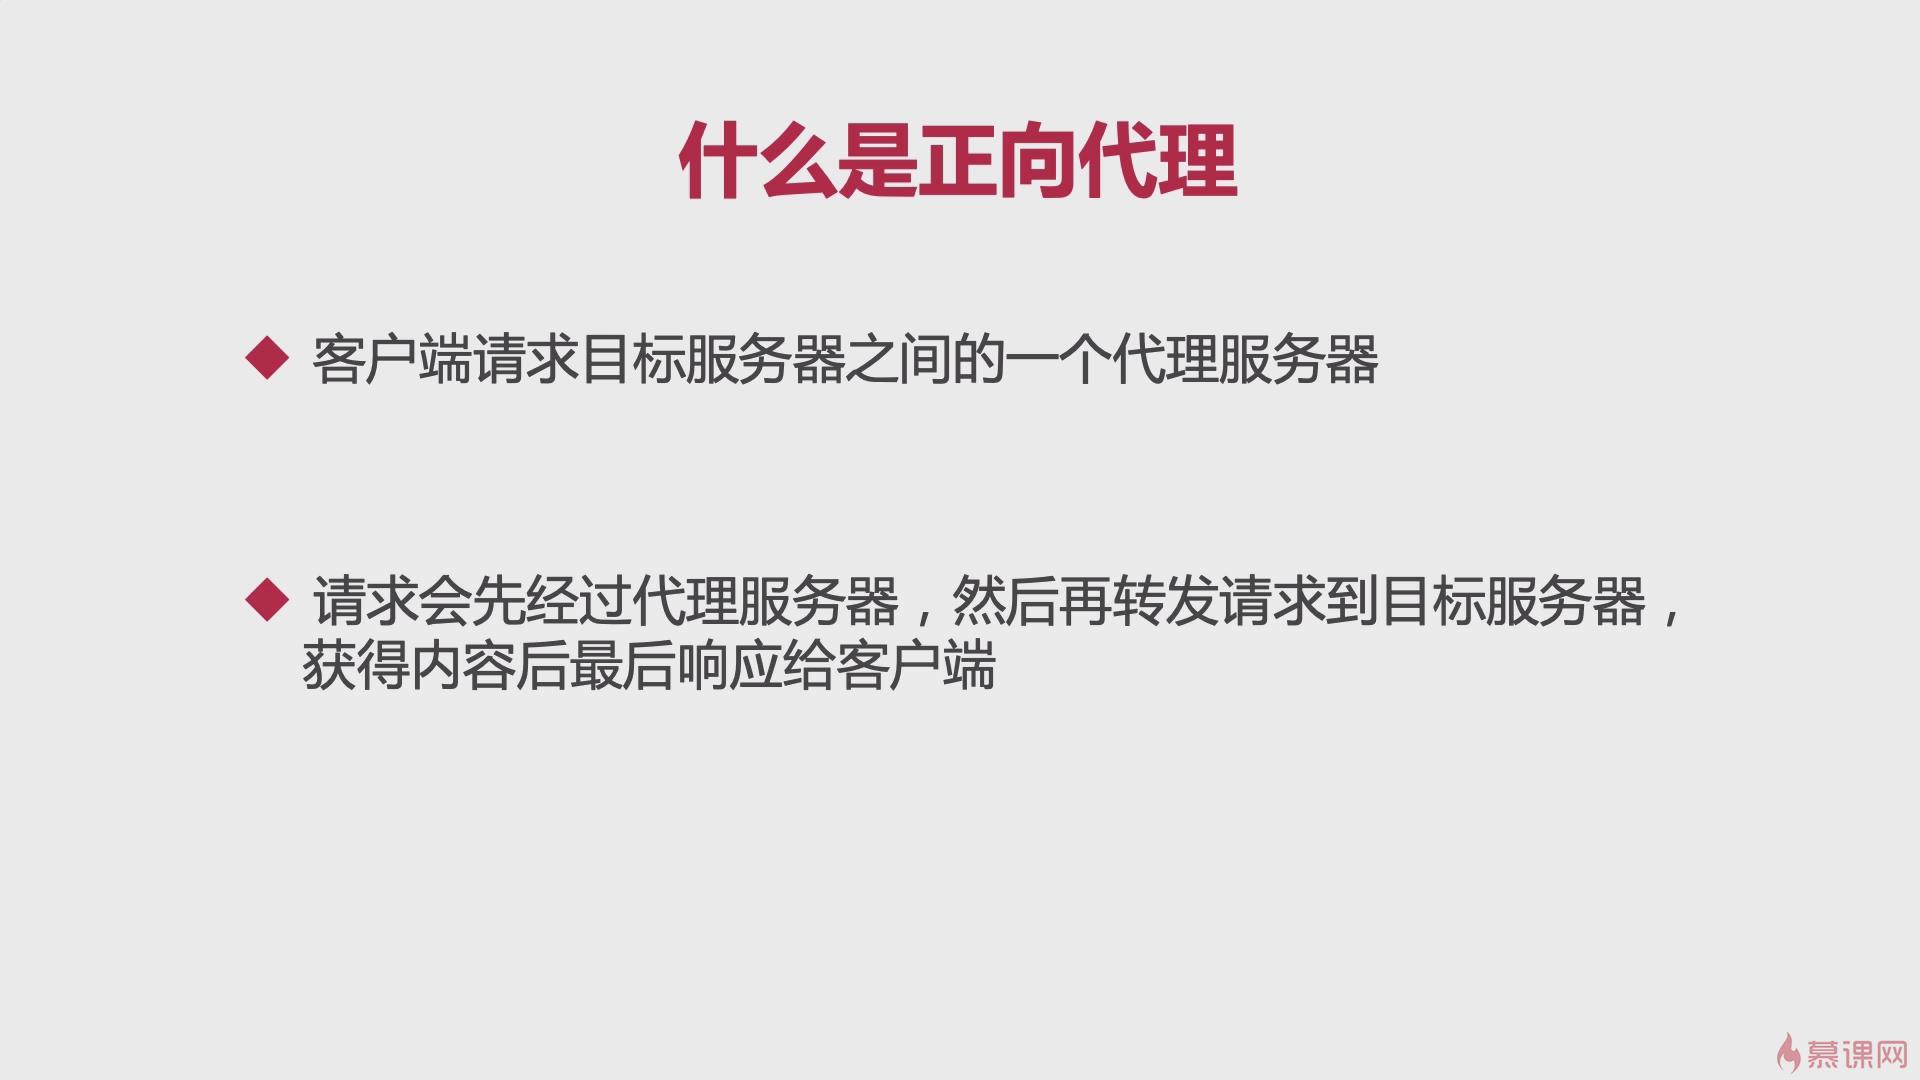 什么是正向代理
客户端请求目标服务器之间的一个代理服务器
请求会先经过代理服务器，然后再转发请求到目标服务器，
获得内容后最后响应给客户端
慕课网